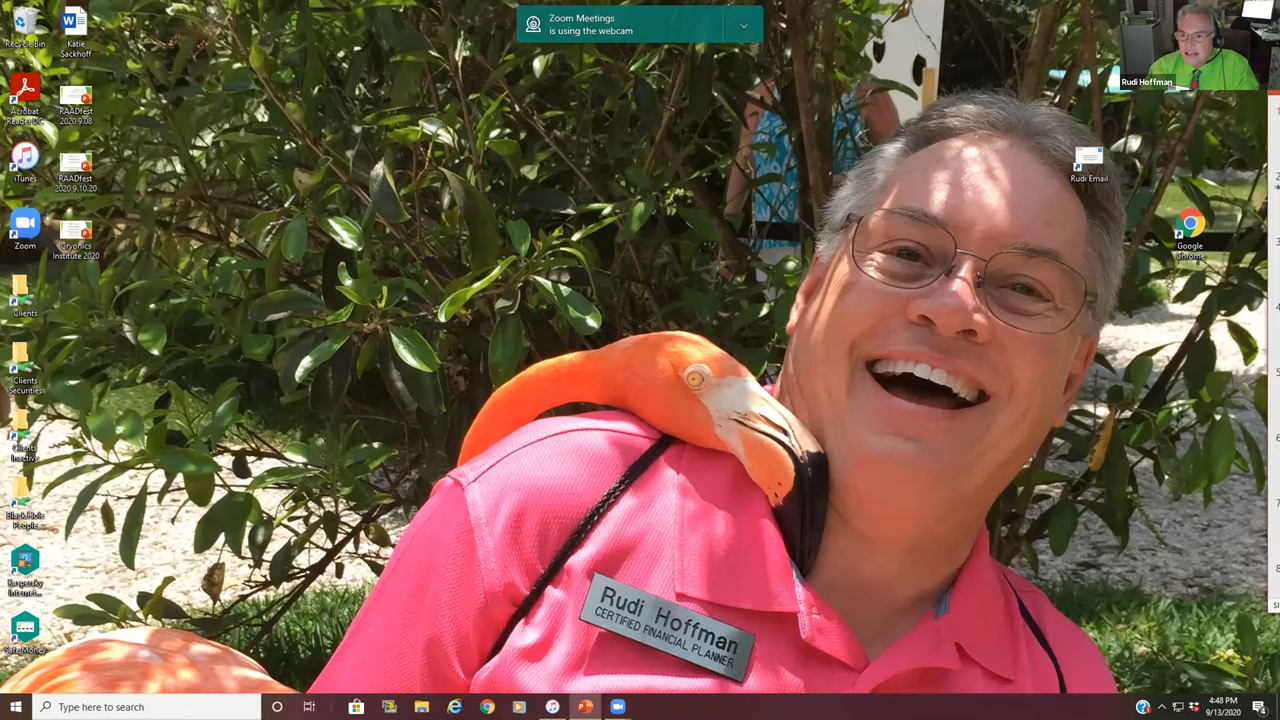 Zoom Meetings
is using the webcam
Rudi Hoffman
Recycle Bin
Katie
Sackhoff
Acrobat
Reader DC
RAADfest
2020 9.08
iTunes
RAADfest
2020 9.10.20
Zoom
Cryonics
Institute 2020
Clients
Clients
Securities
Clients
Inactive
Black Hole
People
Kaspersky
Internet...
Safe Money
Rudi Email
Google
Chrome
Rudi Hoffman
CERTIFIED FINANCIAL PLANNER
Type here to search
4:48 PM
9/13/2020